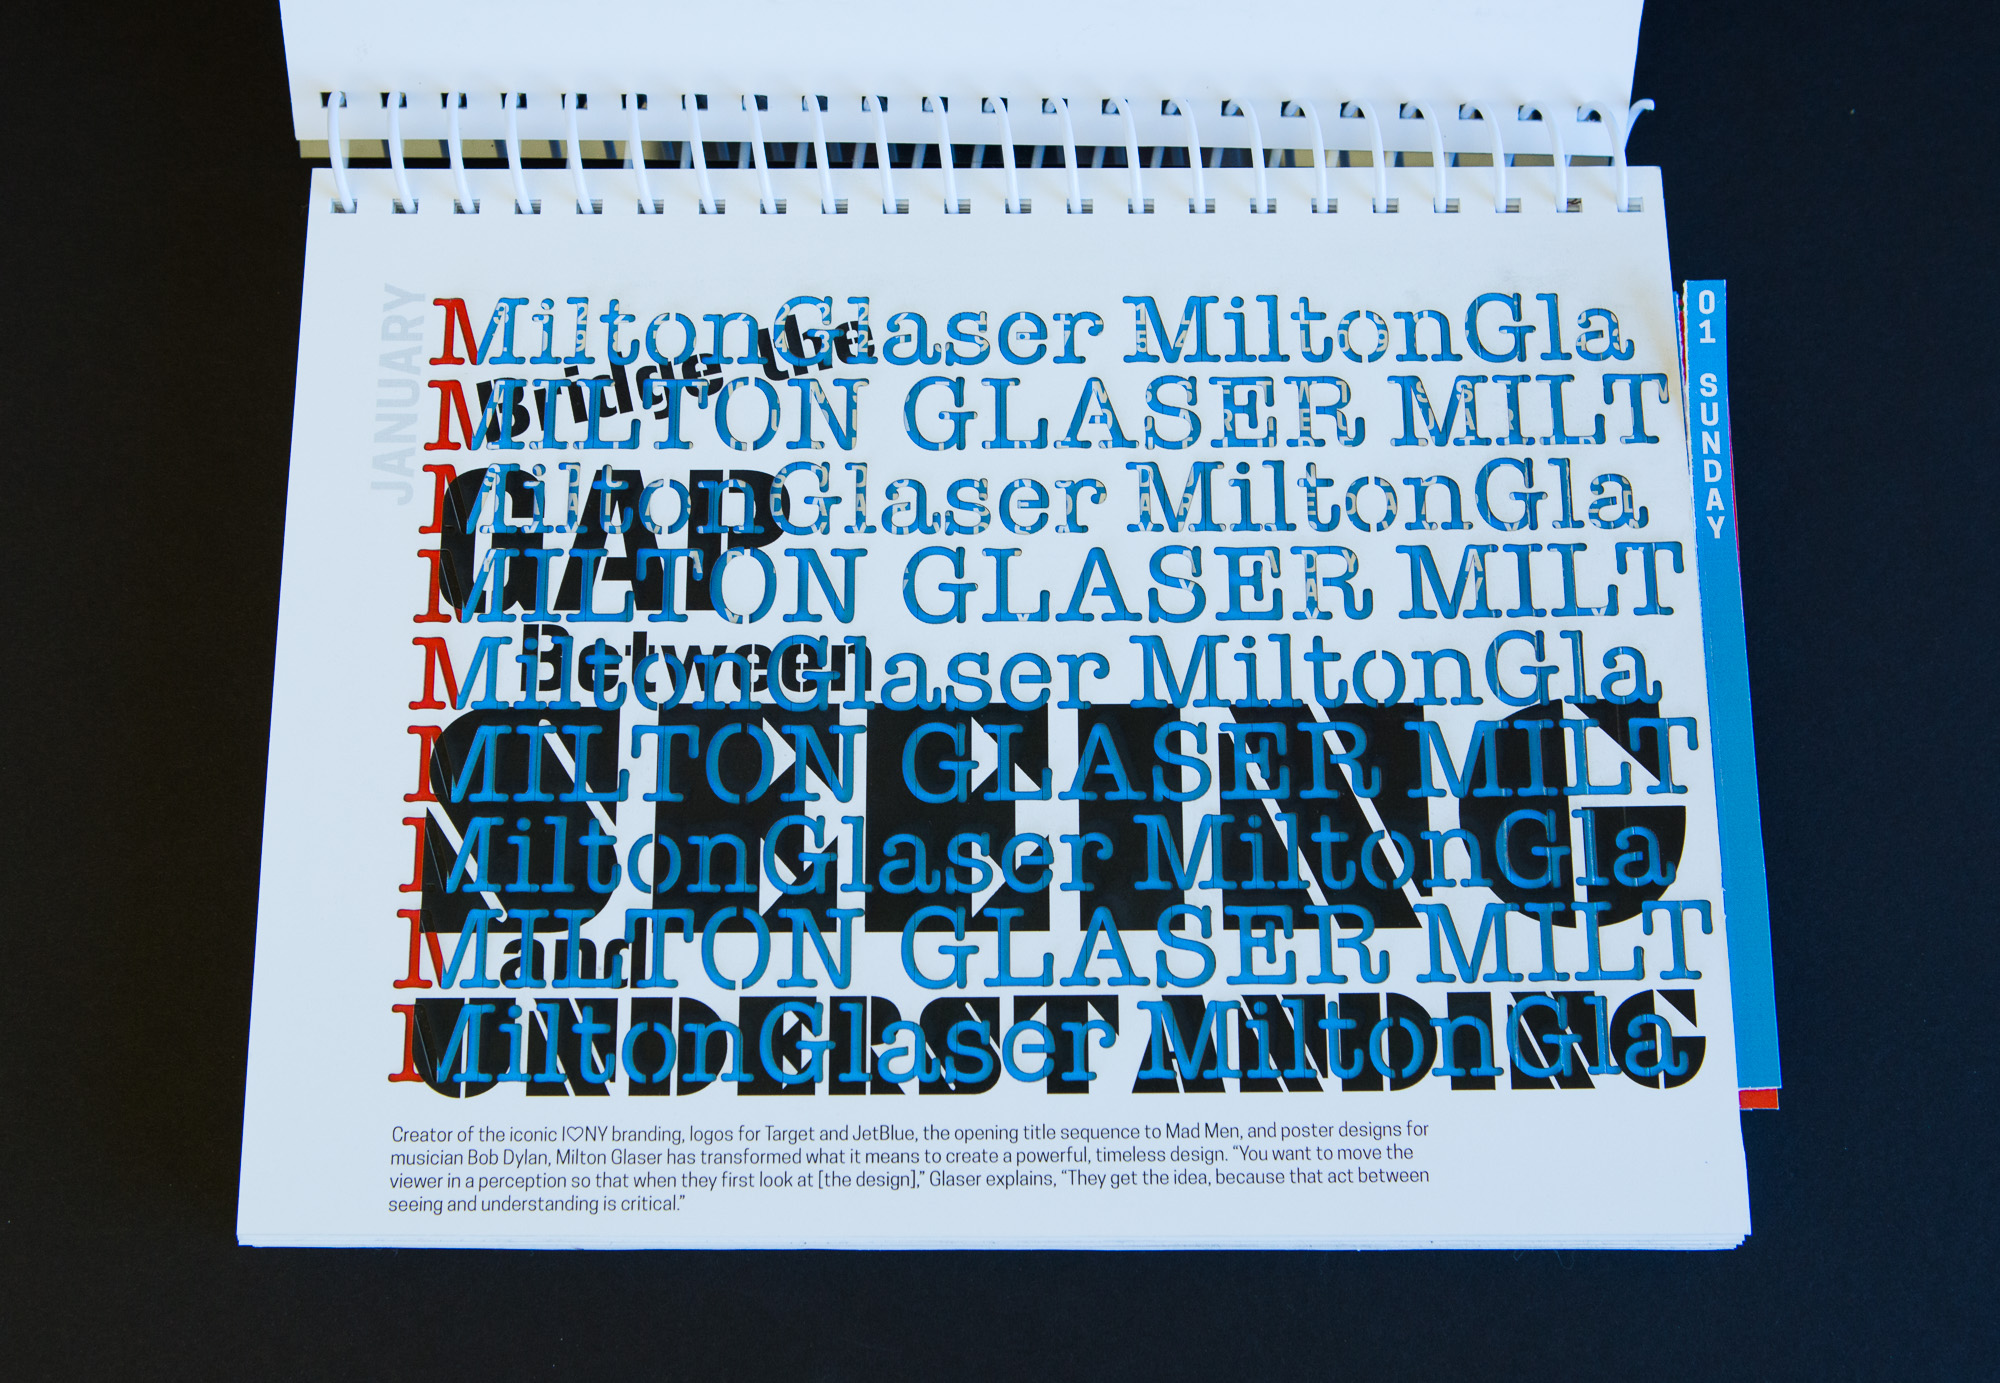 JANUARY
MiltonGlaser MiltonGla
Bridge the
MILTON GLASER MILT
MiltonGlaser MiltonGla
GAP
MILTON GLASER MILT
MiltonGlaser MiltonGla
Between
MILTON GLASER MILT
SEEING
MiltonGlaser MiltonGla
MILTON GLASER MILT
and
MiltonGlaser MiltonGla
UNDERSTANDING
01 SUNDAY
Creator of the iconic I♡NY branding, logos for Target and JetBlue, the opening title sequence to Mad Men, and poster designs for
musician Bob Dylan, Milton Glaser has transformed what it means to create a powerful, timeless design. “You want to move the
viewer in a perception so that when they first look at [the design],” Glaser explains, “They get the idea, because that act between
seeing and understanding is critical.”